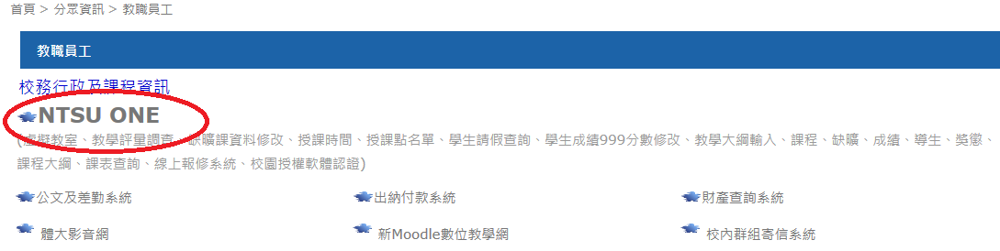 首頁 > 分眾資訊 > 教職員工
教職員工
校務行政及課程資訊
NTSU ONE
(虛擬教室、教學評量調查、缺曠課資料修改、授課時間、授課點名單、學生請假查詢、學生成績999分數修改、教學大綱輸入、課程、缺曠、成績、導生、獎懲、
課程大綱、課表查詢、線上報修系統、校園授權軟體認證)
公文及差勤系統 出納付款系統 財產查詢系統
體大影音網 新Moodle數位教學網 校內群組寄信系統